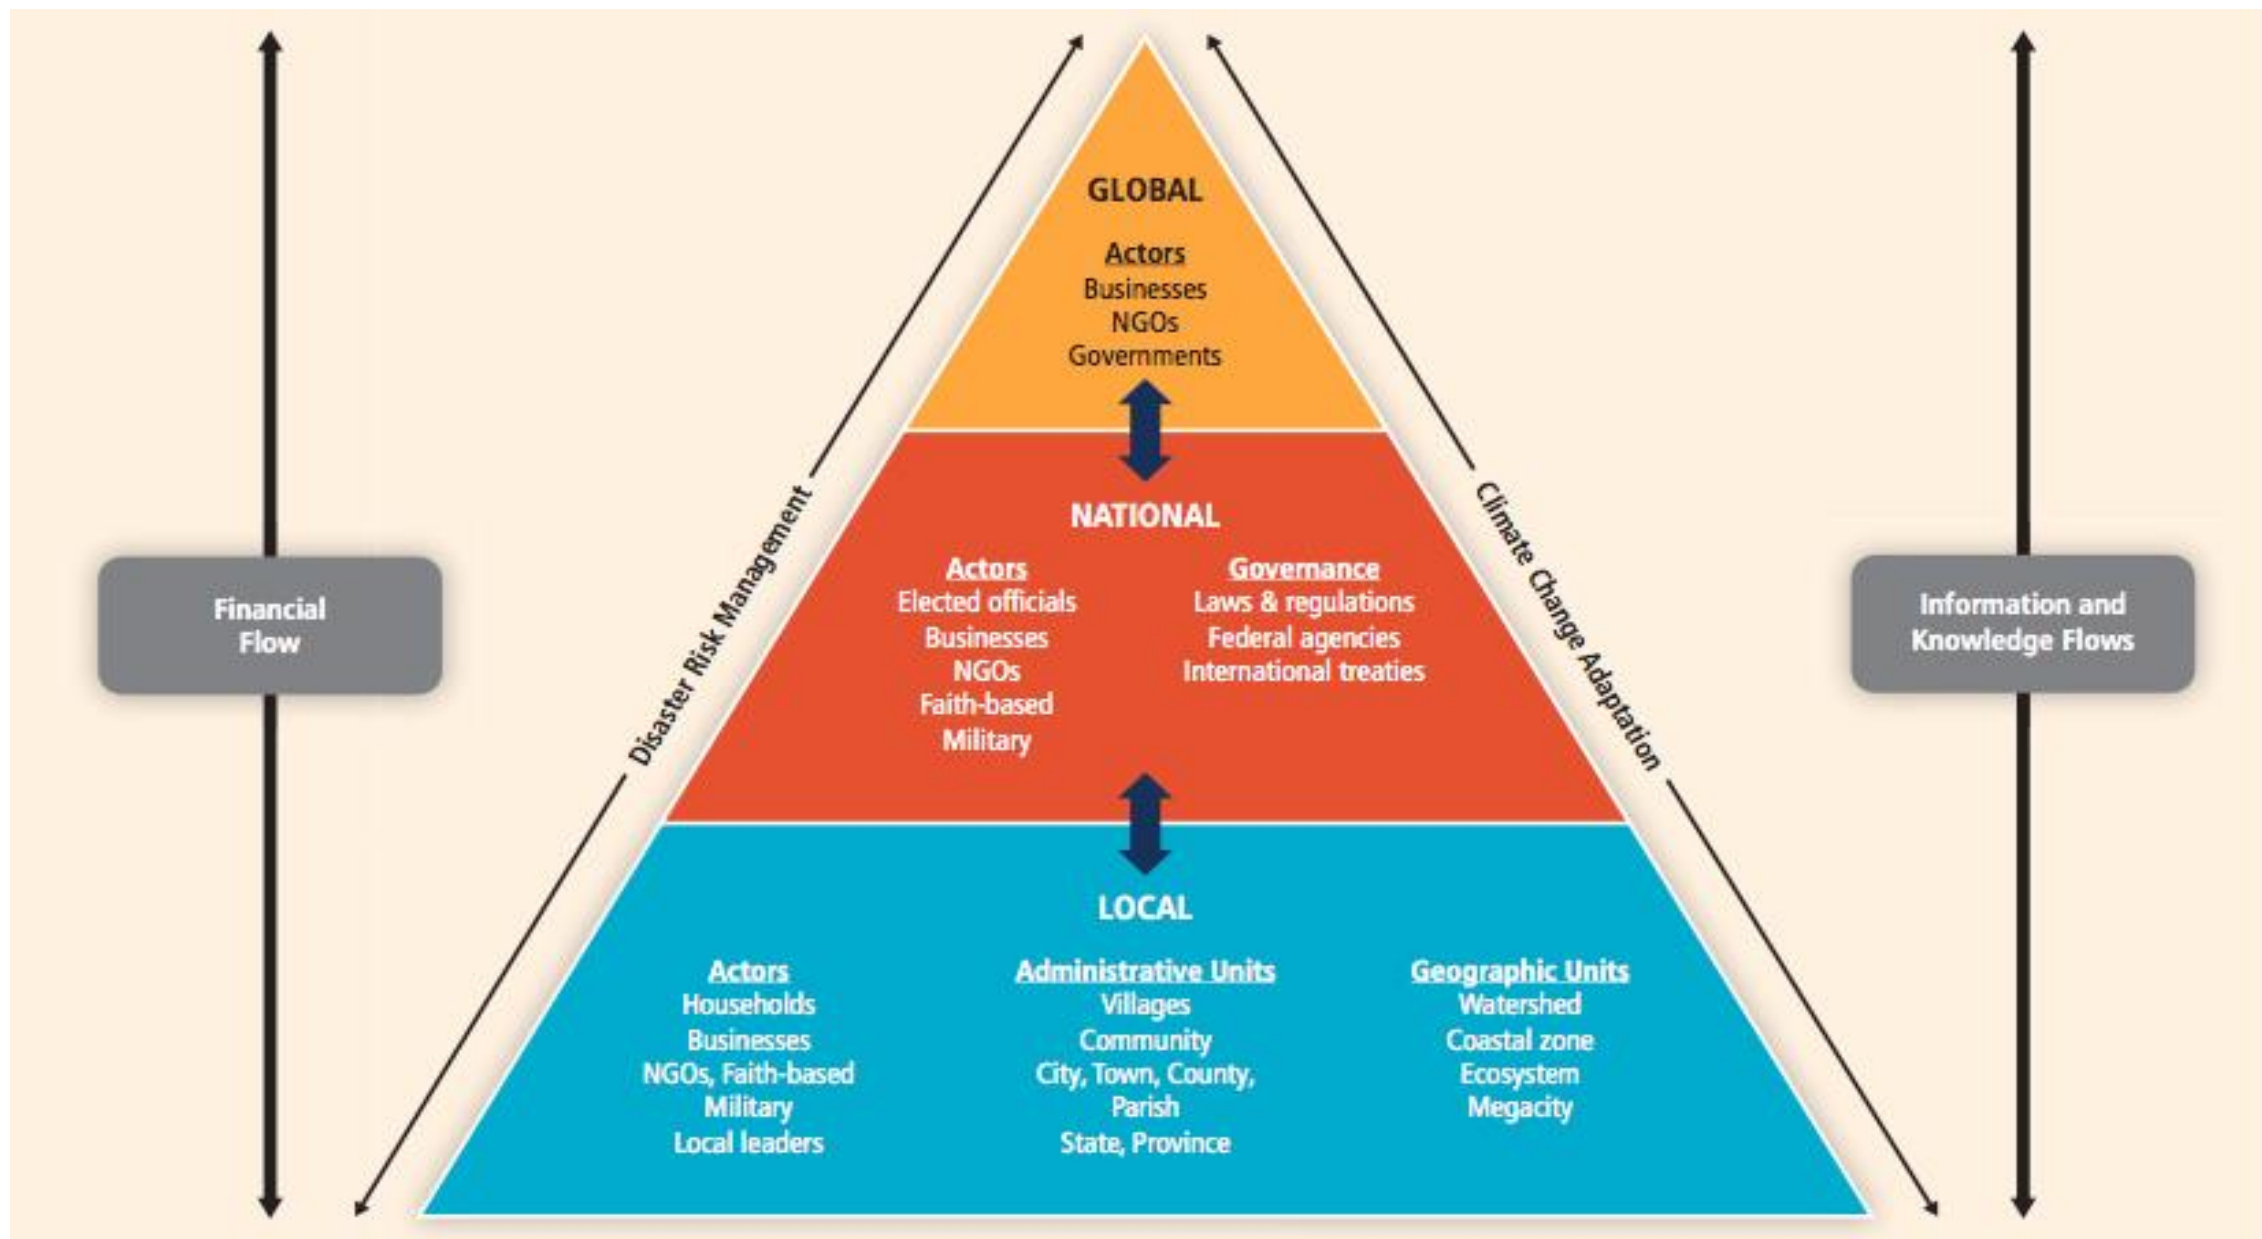 GLOBAL
Actors
Businesses
NGOs
Governments
Financial
Flow
Disaster Risk Management
NATIONAL
Actors
Elected officials
Businesses
NGOs
Faith-based
Military
Governance
Laws & regulations
Federal agencies
International treaties
Climate Change Adaptation
Information and
Knowledge Flows
LOCAL
Actors
Households
Businesses
NGOs, Faith-based
Military
Local leaders
Administrative Units
Villages
Community
City, Town, County,
Parish
State, Province
Geographic Units
Watershed
Coastal zone
Ecosystem
Megacity